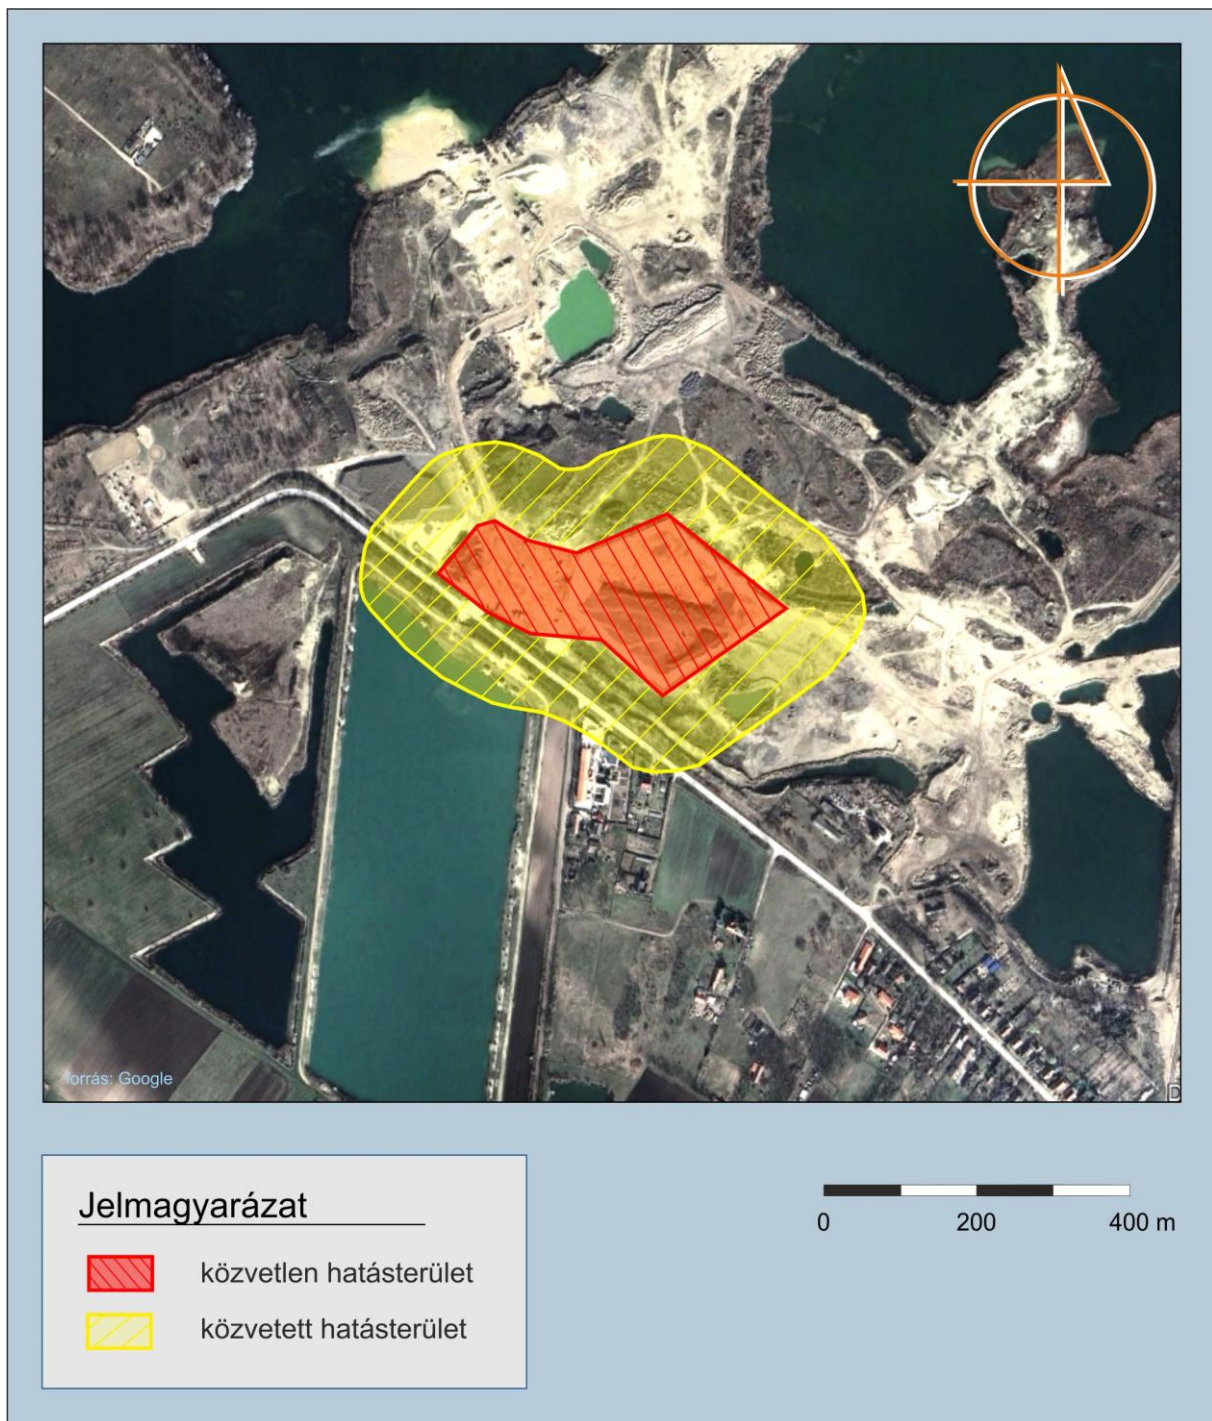 forrás: Google
D
Jelmagyarázat
közvetlen hatásterület
közvetett hatásterület
0 200 400 m